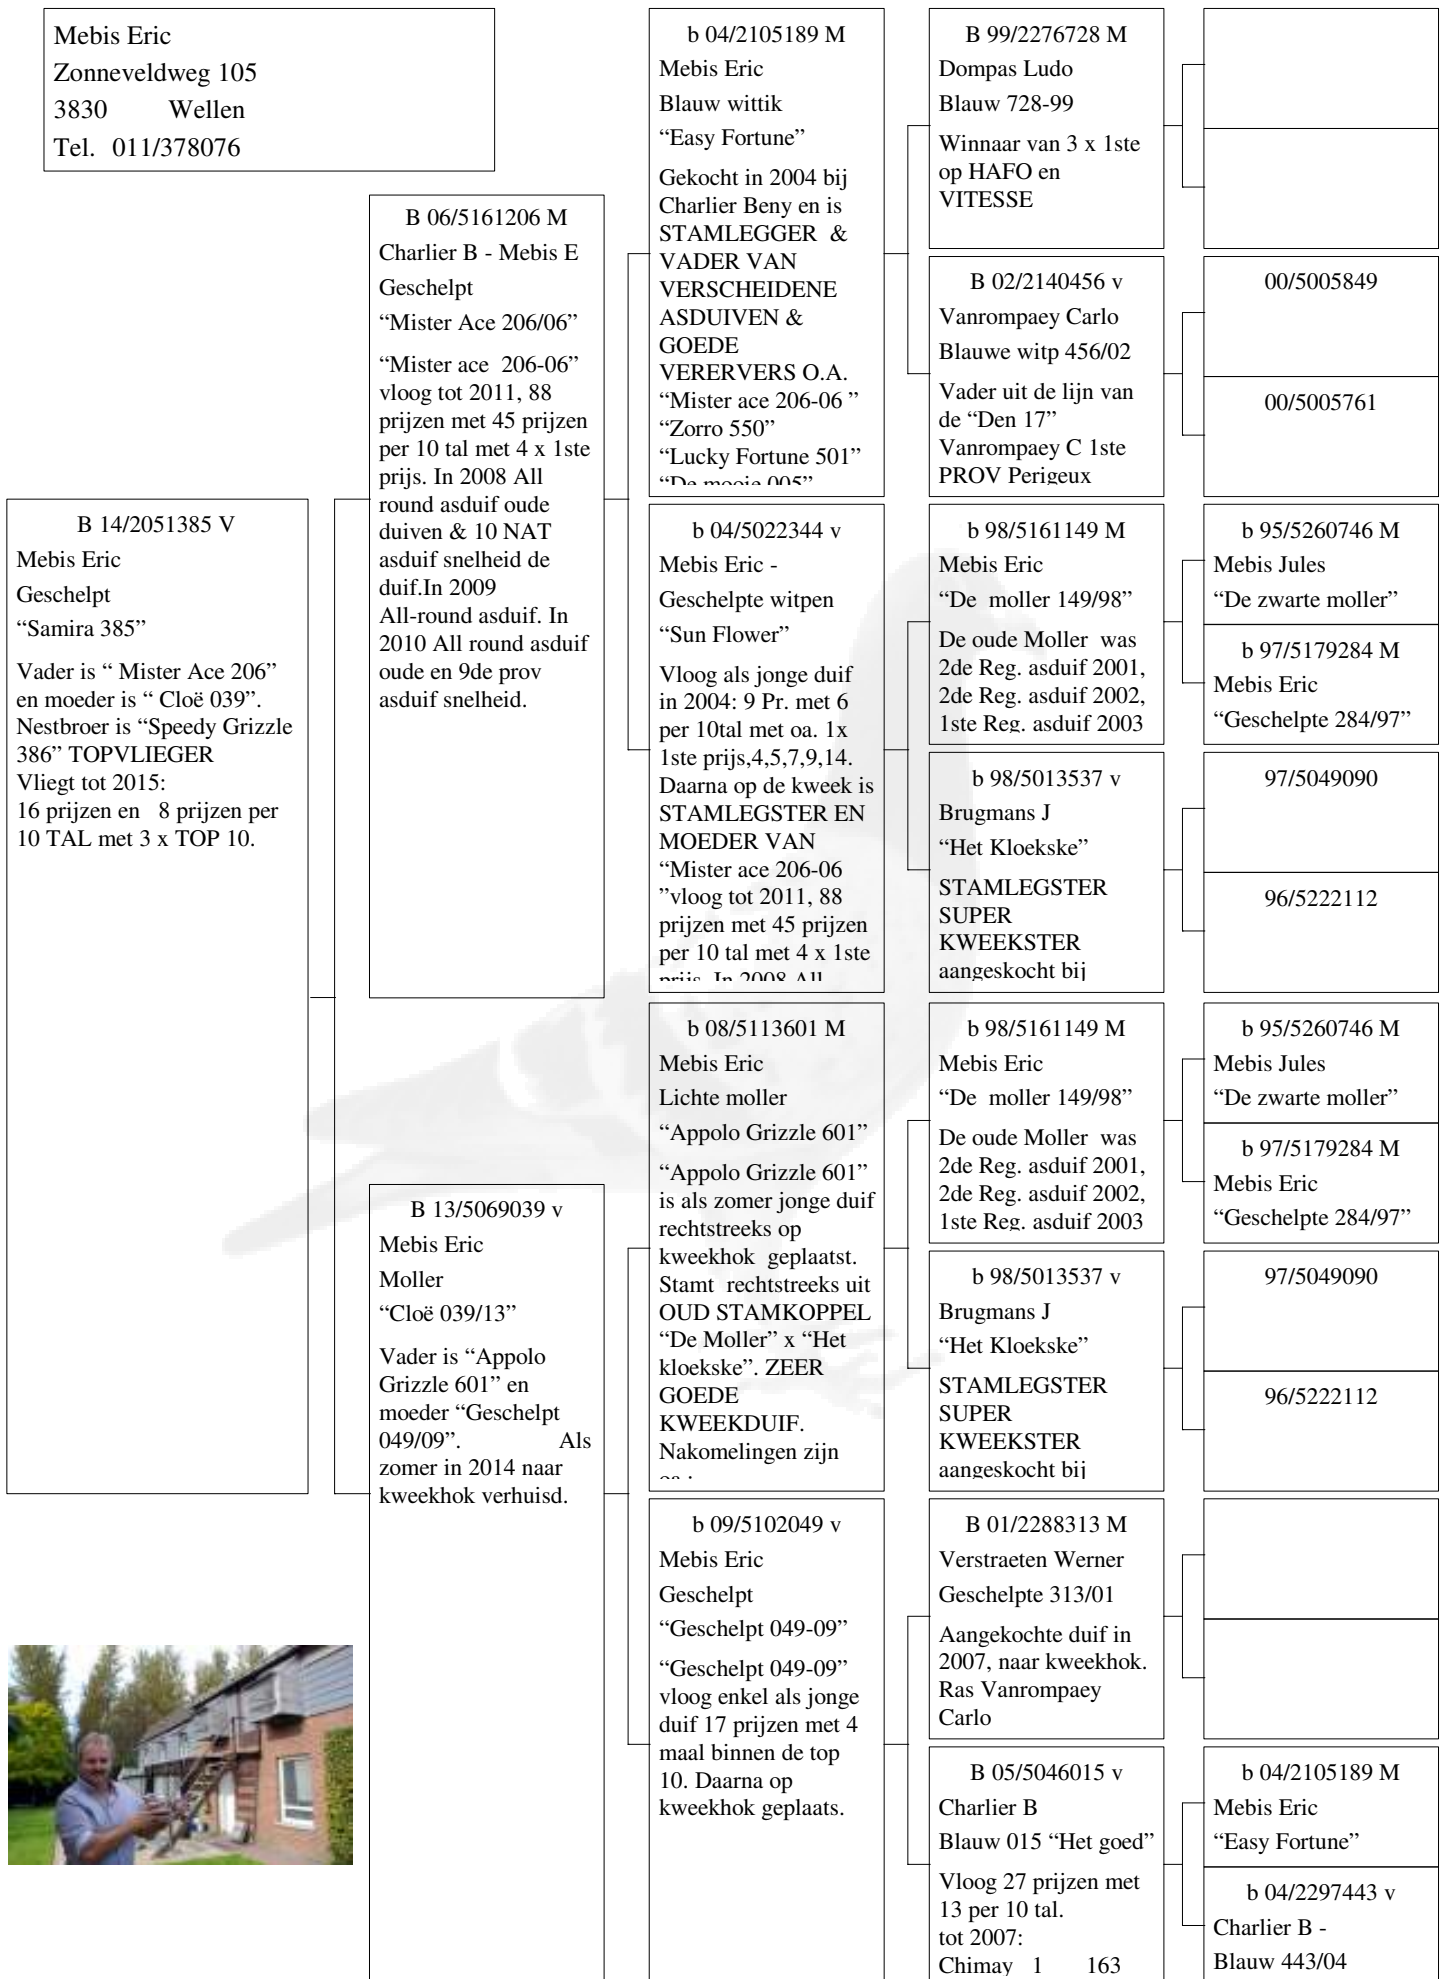 Mebis Eric
Zonneveldweg 105
3830 Wellen
Tel. 011/378076
B 14/2051385 V
Mebis Eric
Geschelpt
“Samira 385”
Vader is “ Mister Ace 206”
en moeder is “ Cloë 039”.
Nestbroer is “Speedy Grizzle
386” TOPVLIEGER
Vliegt tot 2015:
16 prijzen en 8 prijzen per
10 TAL met 3 x TOP 10.
B 06/5161206 M
Charlier B - Mebis E
Geschelpt
“Mister Ace 206/06”
“Mister ace 206-06”
vloog tot 2011, 88
prijzen met 45 prijzen
per 10 tal met 4 x 1ste
prijs. In 2008 All
round asduif oude
duiven & 10 NAT
asduif snelheid de
duif.In 2009
All-round asduif. In
2010 All round asduif
oude en 9de prov
asduif snelheid.
B 13/5069039 v
Mebis Eric
Moller
“Cloë 039/13”
Vader is “Appolo
Grizzle 601” en
moeder “Geschelpt
049/09”. Als
zomer in 2014 naar
kweekhok verhuisd.
b 04/2105189 M
Mebis Eric
Blauw wittik
“Easy Fortune”
Gekocht in 2004 bij
Charlier Beny en is
STAMLEGGER &
VADER VAN
VERSCHEIDENE
ASDUIVEN &
GOEDE
VERERVERS O.A.
“Mister ace 206-06 ”
“Zorro 550”
“Lucky Fortune 501”
“De mooie 005”
b 04/5022344 v
Mebis Eric -
Geschelpte witpen
“Sun Flower”
Vloog als jonge duif
in 2004: 9 Pr. met 6
per 10tal met oa. 1x
1ste prijs,4,5,7,9,14.
Daarna op de kweek is
STAMLEGSTER EN
MOEDER VAN
“Mister ace 206-06
”vloog tot 2011, 88
prijzen met 45 prijzen
per 10 tal met 4 x 1ste
prijs. In 2008 All
b 08/5113601 M
Mebis Eric
Lichte moller
“Appolo Grizzle 601”
“Appolo Grizzle 601”
is als zomer jonge duif
rechtstreeks op
kweekhok geplaatst.
Stamt rechtstreeks uit
OUD STAMKOPPEL
“De Moller” x “Het
kloekske”. ZEER
GOEDE
KWEEKDUIF.
Nakomelingen zijn
b 09/5102049 v
Mebis Eric
Geschelpt
“Geschelpt 049-09”
“Geschelpt 049-09”
vloog enkel als jonge
duif 17 prijzen met 4
maal binnen de top
10. Daarna op
kweekhok geplaats.
B 99/2276728 M
Dompas Ludo
Blauw 728-99
Winnaar van 3 x 1ste
op HAFO en
VITESSE
B 02/2140456 v
Vanrompaey Carlo
Blauwe witp 456/02
Vader uit de lijn van
de “Den 17”
Vanrompaey C 1ste
PROV Perigeux
b 98/5161149 M
Mebis Eric
“De moller 149/98”
De oude Moller was
2de Reg. asduif 2001,
2de Reg. asduif 2002,
1ste Reg. asduif 2003
b 98/5013537 v
Brugmans J
“Het Kloekske”
STAMLEGSTER
SUPER
KWEEKSTER
aangeskocht bij
b 98/5161149 M
Mebis Eric
“De moller 149/98”
De oude Moller was
2de Reg. asduif 2001,
2de Reg. asduif 2002,
1ste Reg. asduif 2003
b 98/5013537 v
Brugmans J
“Het Kloekske”
STAMLEGSTER
SUPER
KWEEKSTER
aangeskocht bij
B 01/2288313 M
Verstraeten Werner
Geschelpte 313/01
Aangekochte duif in
2007, naar kweekhok.
Ras Vanrompaey
Carlo
B 05/5046015 v
Charlier B
Blauw 015 “Het goed”
Vloog 27 prijzen met
13 per 10 tal.
tot 2007:
Chimay 1 163
00/5005849
00/5005761
b 95/5260746 M
Mebis Jules
“De zwarte moller”
b 97/5179284 M
Mebis Eric
“Geschelpte 284/97”
97/5049090
96/5222112
b 95/5260746 M
Mebis Jules
“De zwarte moller”
b 97/5179284 M
Mebis Eric
“Geschelpte 284/97”
97/5049090
96/5222112
b 04/2105189 M
Mebis Eric
“Easy Fortune”
b 04/2297443 v
Charlier B -
Blauw 443/04